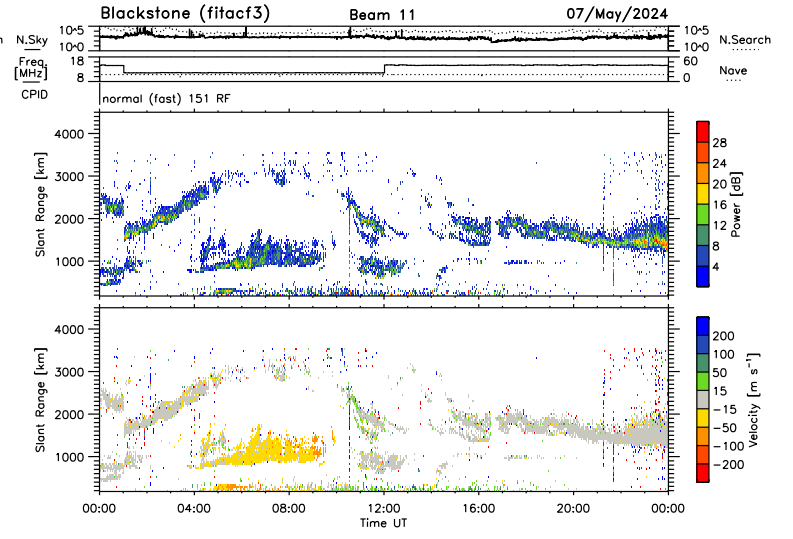 Blackstone (fitacf3)
Beam 11
07/May/2024
N.Sky
10^5
10^0
10^5
10^0
N.Search
Freq.
[MHz]
18
8
60
0
Nave
CPID
normal (fast) 151 RF
Slant Range [km]
4000
3000
2000
1000
28
24
20
16
12
8
4
Power [dB]
Slant Range [km]
4000
3000
2000
1000
200
100
50
15
-15
-50
-100
-200
Velocity [m s⁻¹]
00:00 04:00 08:00 12:00 16:00 20:00 00:00
Time UT